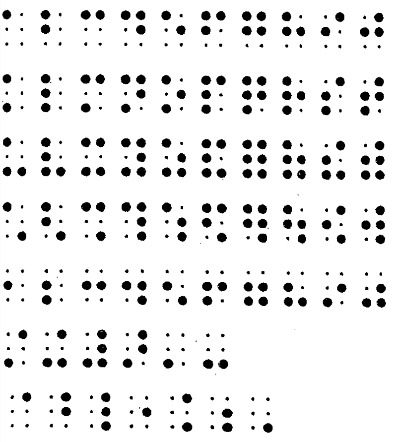 ⠁ ⠃ ⠉ ⠙ ⠑ ⠋ ⠛ ⠓ ⠊ ⠚
⠅ ⠇ ⠍ ⠝ ⠕ ⠏ ⠟ ⠗ ⠎ ⠞
⠥ ⠧ ⠭ ⠽ ⠵ ⠯ ⠿ ⠷ ⠮ ⠾
⠡ ⠣ ⠩ ⠹ ⠱ ⠫ ⠻ ⠳ ⠪ ⠺
⠂ ⠆ ⠒ ⠲ ⠢ ⠖ ⠶ ⠦ ⠔ ⠴
⠌ ⠬ ⠼ ⠜ ⠄ ⠤
⠈ ⠘ ⠸ ⠐ ⠨ ⠰ ⠠